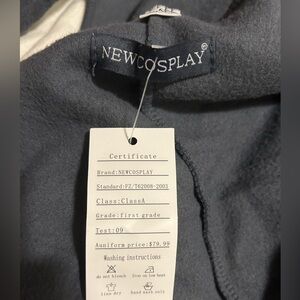 NEWCOSPLAY®
Certificate
Brand:NEWCOSPLAY
Standard:FZ/T62008-2003
Class:ClassA
Grade:first grade
Test:09
Auniform price:$79.99
Washing instructions
do not bleach
iron on low heat
line dry
hand wash only